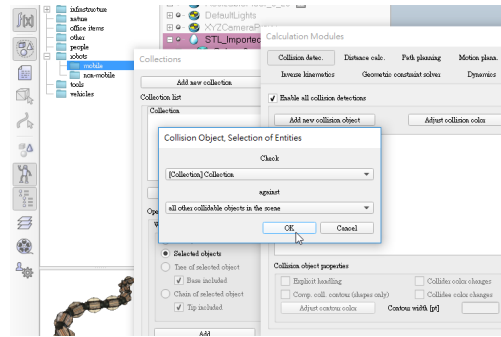 infrastructure
nature
office items
other
people
robots
mobile
non-mobile
tools
vehicles
f(x)
DefaultLights
XYZCamera
STL_Imported
Collections
Add new collection
Collection list
Collection
Selected objects
Tree of selected object
Base included
Chain of selected object
Tip included
Add
Calculation Modules
Collision detec.
Distance calc.
Path planning
Motion plann.
Inverse kinematics
Geometric constraint solver
Dynamics
Enable all collision detections
Add new collision object
Adjust collision color
Collision Object, Selection of Entities
Check
[Collection] Collection
against
all other collidable objects in the scene
OK
Cancel
Collision object properties
Explicit handling
Collider color changes
Comp. coll. contour (shapes only)
Collidee color changes
Adjust contour color
Contour width [pt]